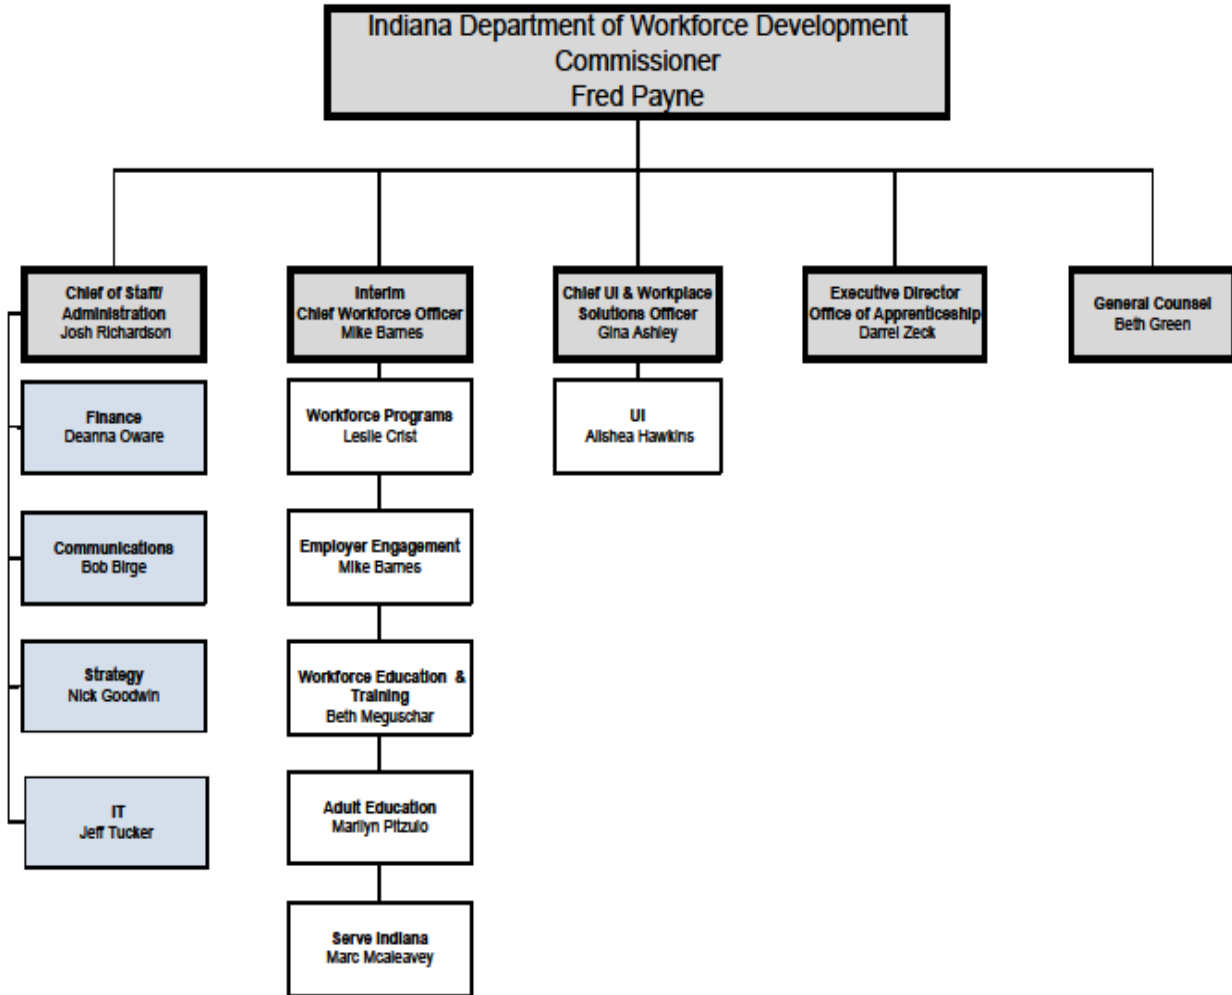 Indiana Department of Workforce Development
Commissioner
Fred Payne
Chief of Staff/
Administration
Josh Richardson
Interim
Chief Workforce Officer
Mike Barnes
Chief UI & Workplace
Solutions Officer
Gina Ashley
Executive Director
Office of Apprenticeship
Darrel Zeck
General Counsel
Beth Green
Finance
Deanna Oware
Workforce Programs
Leslie Crist
UI
Alishea Hawkins
Communications
Bob Birge
Employer Engagement
Mike Barnes
Strategy
Nick Goodwin
Workforce Education &
Training
Beth Meguschar
IT
Jeff Tucker
Adult Education
Marilyn Pitzulo
Serve Indiana
Marc Mcaleavey